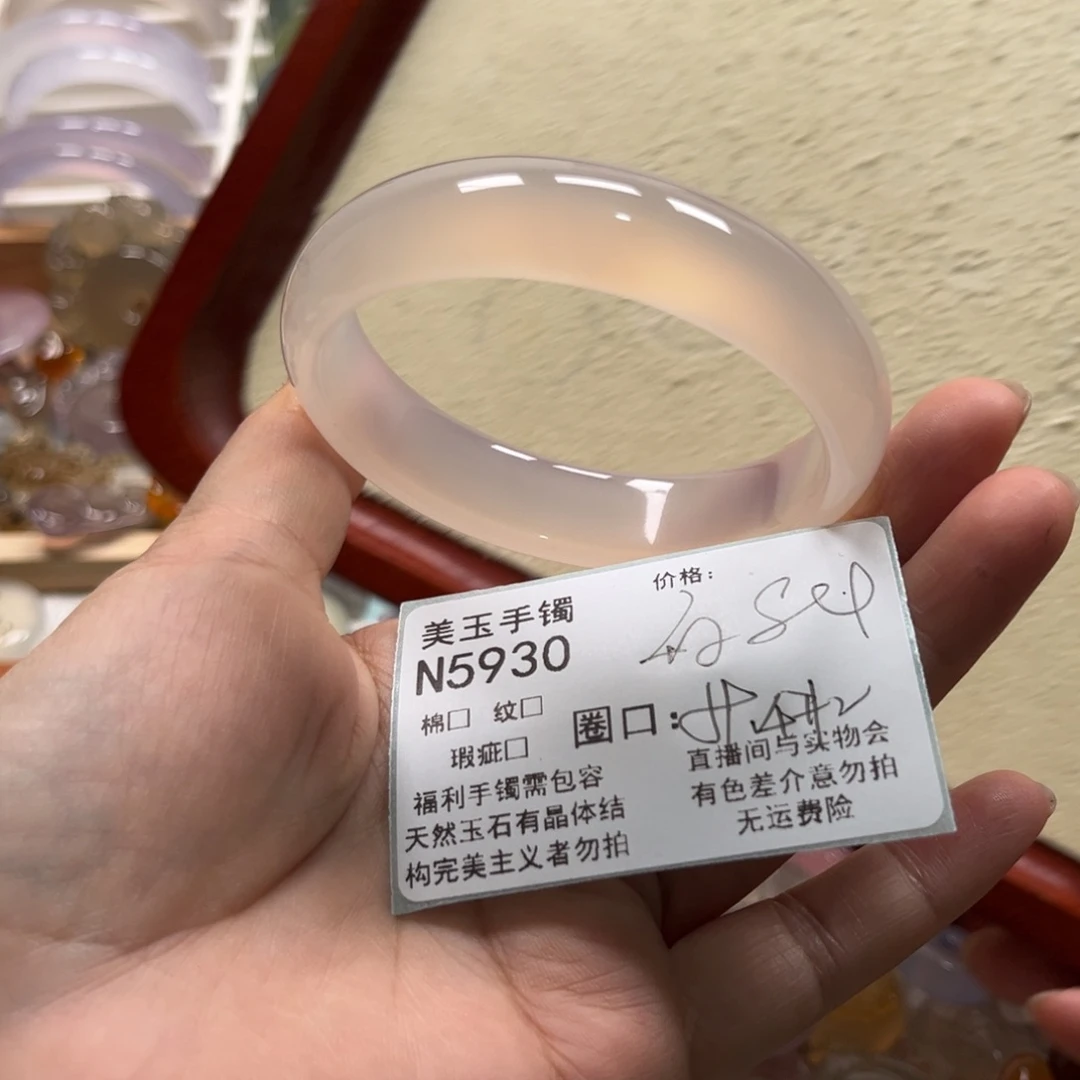 美玉手镯
N5930
价格：
棉□ 纹□
瑕疵□
圈口：
福利手镯需包容
天然玉石有晶体结
构完美主义者勿拍
直播间与实物会
有色差介意勿拍
无运费险